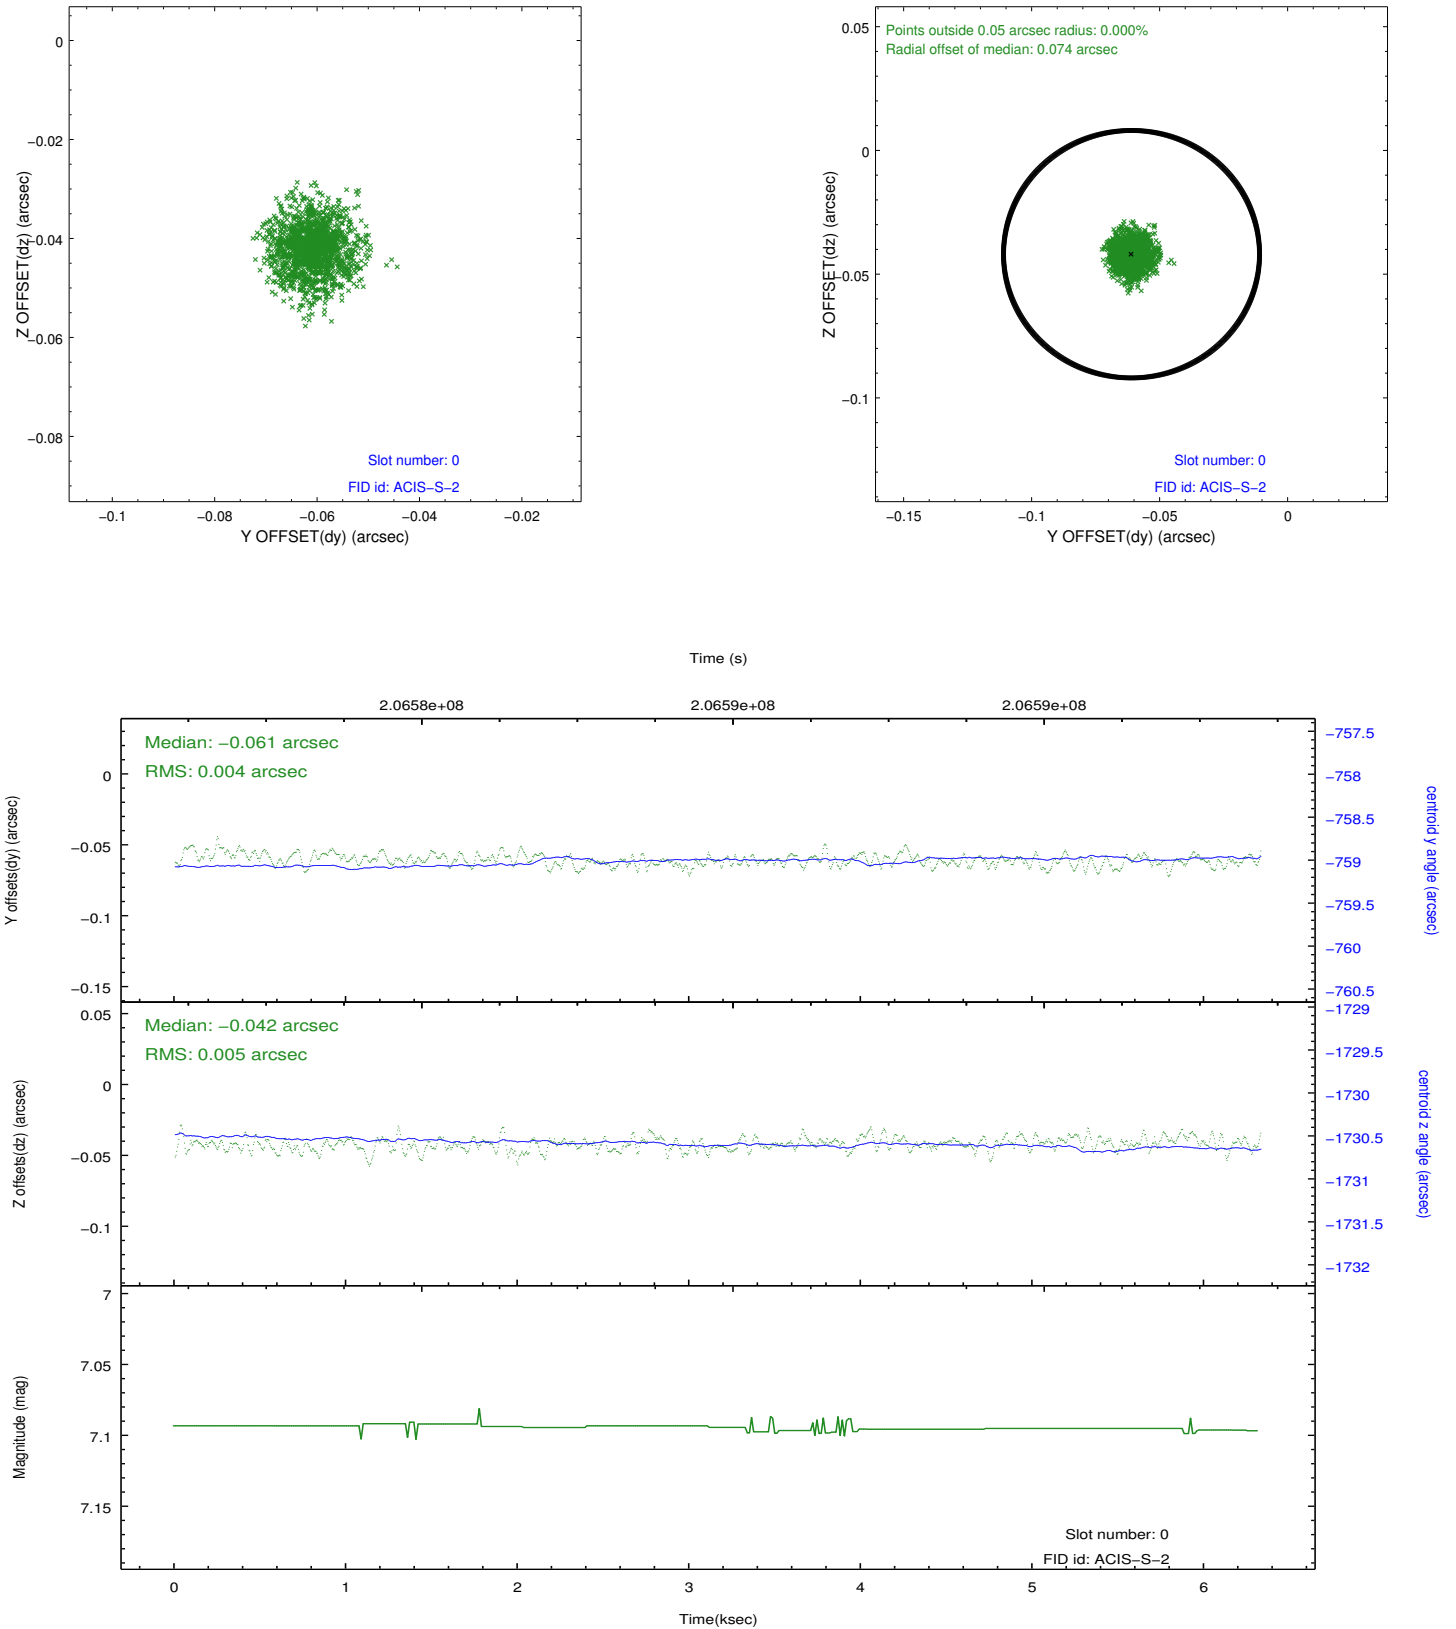 0
−0.02
−0.04
−0.06
−0.08
Z OFFSET(dz) (arcsec)
Slot number: 0
FID id: ACIS−S−2
−0.1
−0.08
−0.06
−0.04
−0.02
Y OFFSET(dy) (arcsec)
Points outside 0.05 arcsec radius: 0.000%
Radial offset of median: 0.074 arcsec
0.05
0
−0.05
−0.1
Z OFFSET(dz) (arcsec)
Slot number: 0
FID id: ACIS−S−2
−0.15
−0.1
−0.05
0
Y OFFSET(dy) (arcsec)
Time (s)
2.0658e+08
2.0659e+08
2.0659e+08
Median: −0.061 arcsec
RMS: 0.004 arcsec
0
−0.05
−0.1
−0.15
Y offsets(dy) (arcsec)
−757.5
−758
−758.5
−759
−759.5
−760
−760.5
centroid y angle (arcsec)
Median: −0.042 arcsec
RMS: 0.005 arcsec
0.05
0
−0.05
−0.1
Z offsets(dz) (arcsec)
−1729
−1729.5
−1730
−1730.5
−1731
−1731.5
−1732
centroid z angle (arcsec)
7
7.05
7.1
7.15
Magnitude (mag)
Slot number: 0
FID id: ACIS−S−2
0
1
2
3
4
5
6
Time(ksec)